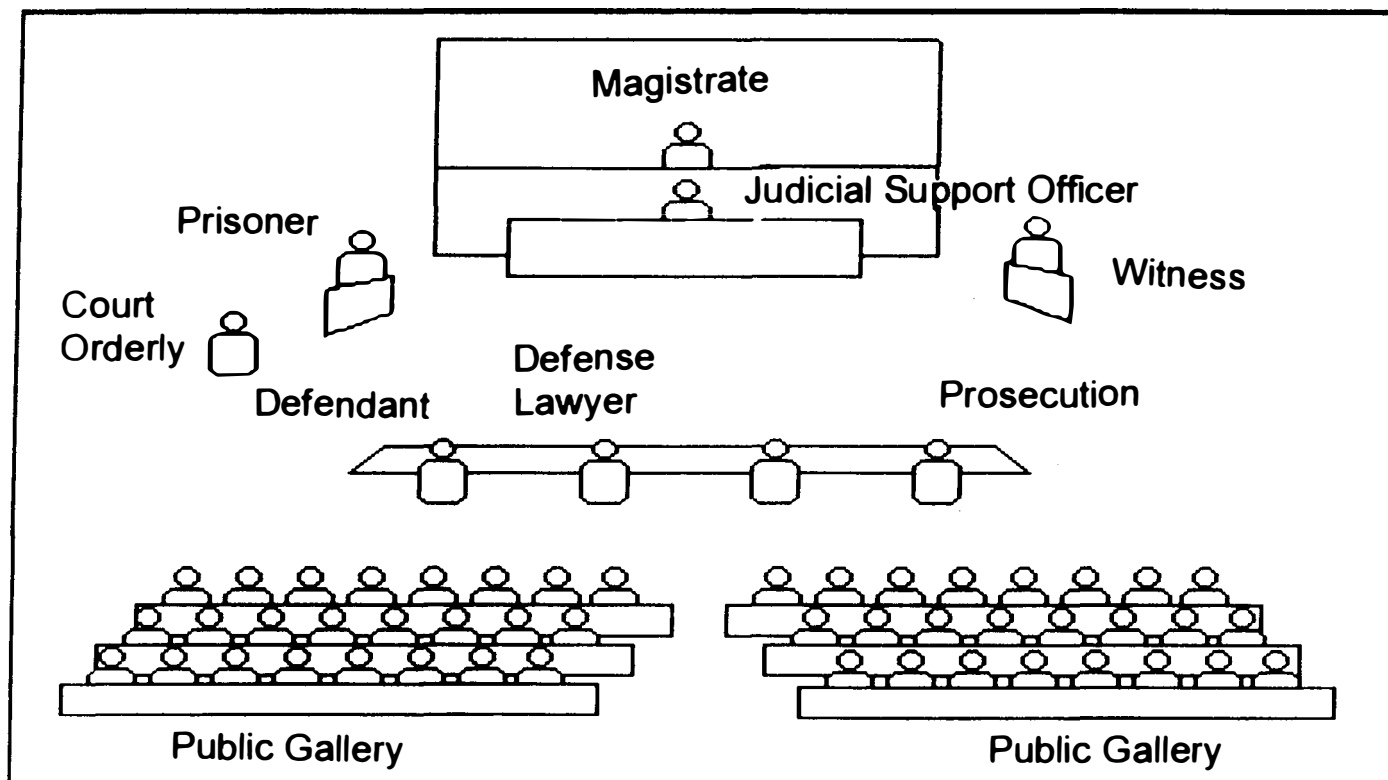 Magistrate
Judicial Support Officer
Prisoner
Witness
Court
Orderly
Defense
Lawyer
Defendant
Prosecution
Public Gallery
Public Gallery